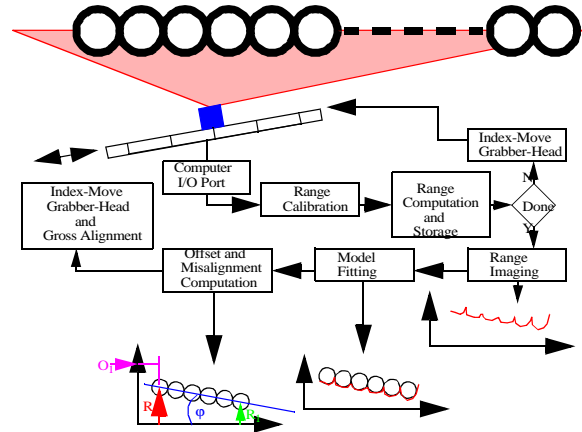 Index-Move
Grabber-Head
Computer
I/O Port
Range
Calibration
Range
Computation
and
Storage
N
Done
Y
Index-Move
Grabber-Head
and
Gross Alignment
Offset and
Misalignment
Computation
Model
Fitting
Range
Imaging
O
R
φ
R